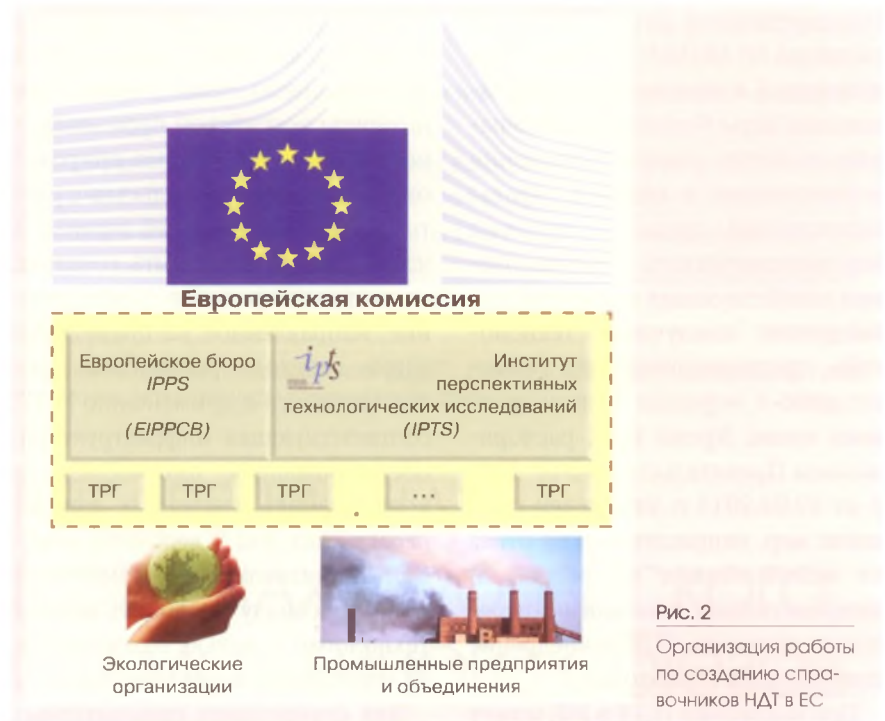 Европейская комиссия
Европейское бюро
IPPS
(EIPPCB)
ipts
Институт
перспективных
технологических исследований
(IPTS)
ТРГ
ТРГ
ТРГ
...
ТРГ
Экологические
организации
Промышленные предприятия
и объединения
Рис. 2
Организация работы
по созданию спра-
вочников НДТ в ЕС